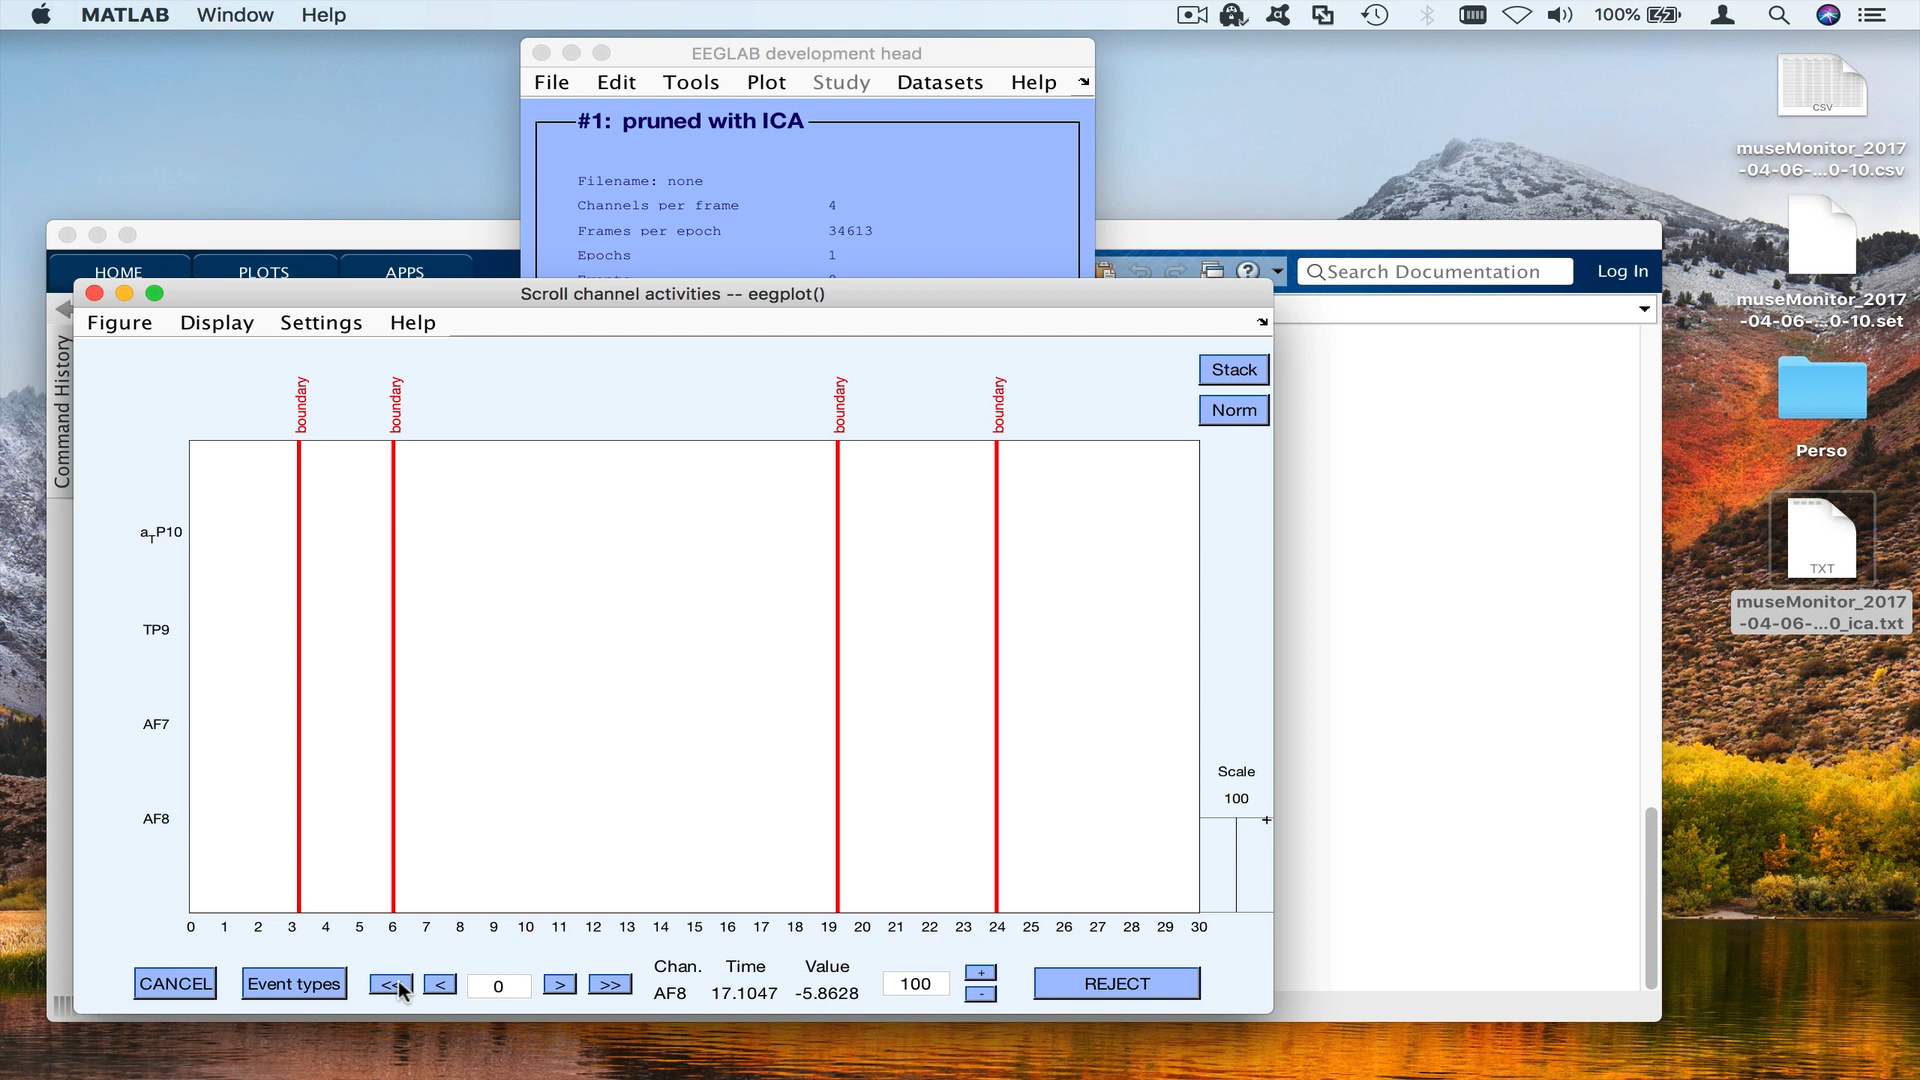 MATLAB Window Help
100%
EEGLAB development head
File Edit Tools Plot Study Datasets Help
#1: pruned with ICA
Filename: none
Channels per frame 4
Frames per epoch 34613
Epochs 1
HOME PLOTS APPS
Search Documentation Log In
Command History
Scroll channel activities -- eegplot()
Figure Display Settings Help
boundary boundary boundary boundary
Stack
Norm
aTP10
TP9
AF7
AF8
Scale
100
+
0 1 2 3 4 5 6 7 8 9 10 11 12 13 14 15 16 17 18 19 20 21 22 23 24 25 26 27 28 29 30
CANCEL Event types << < 0 > >>
Chan. Time Value
AF8 17.1047 -5.8628
100
+
-
REJECT
CSV
museMonitor_2017
-04-06-...0-10.csv
museMonitor_2017
-04-06-...0-10.set
Perso
TXT
museMonitor_2017
-04-06-...0_ica.txt